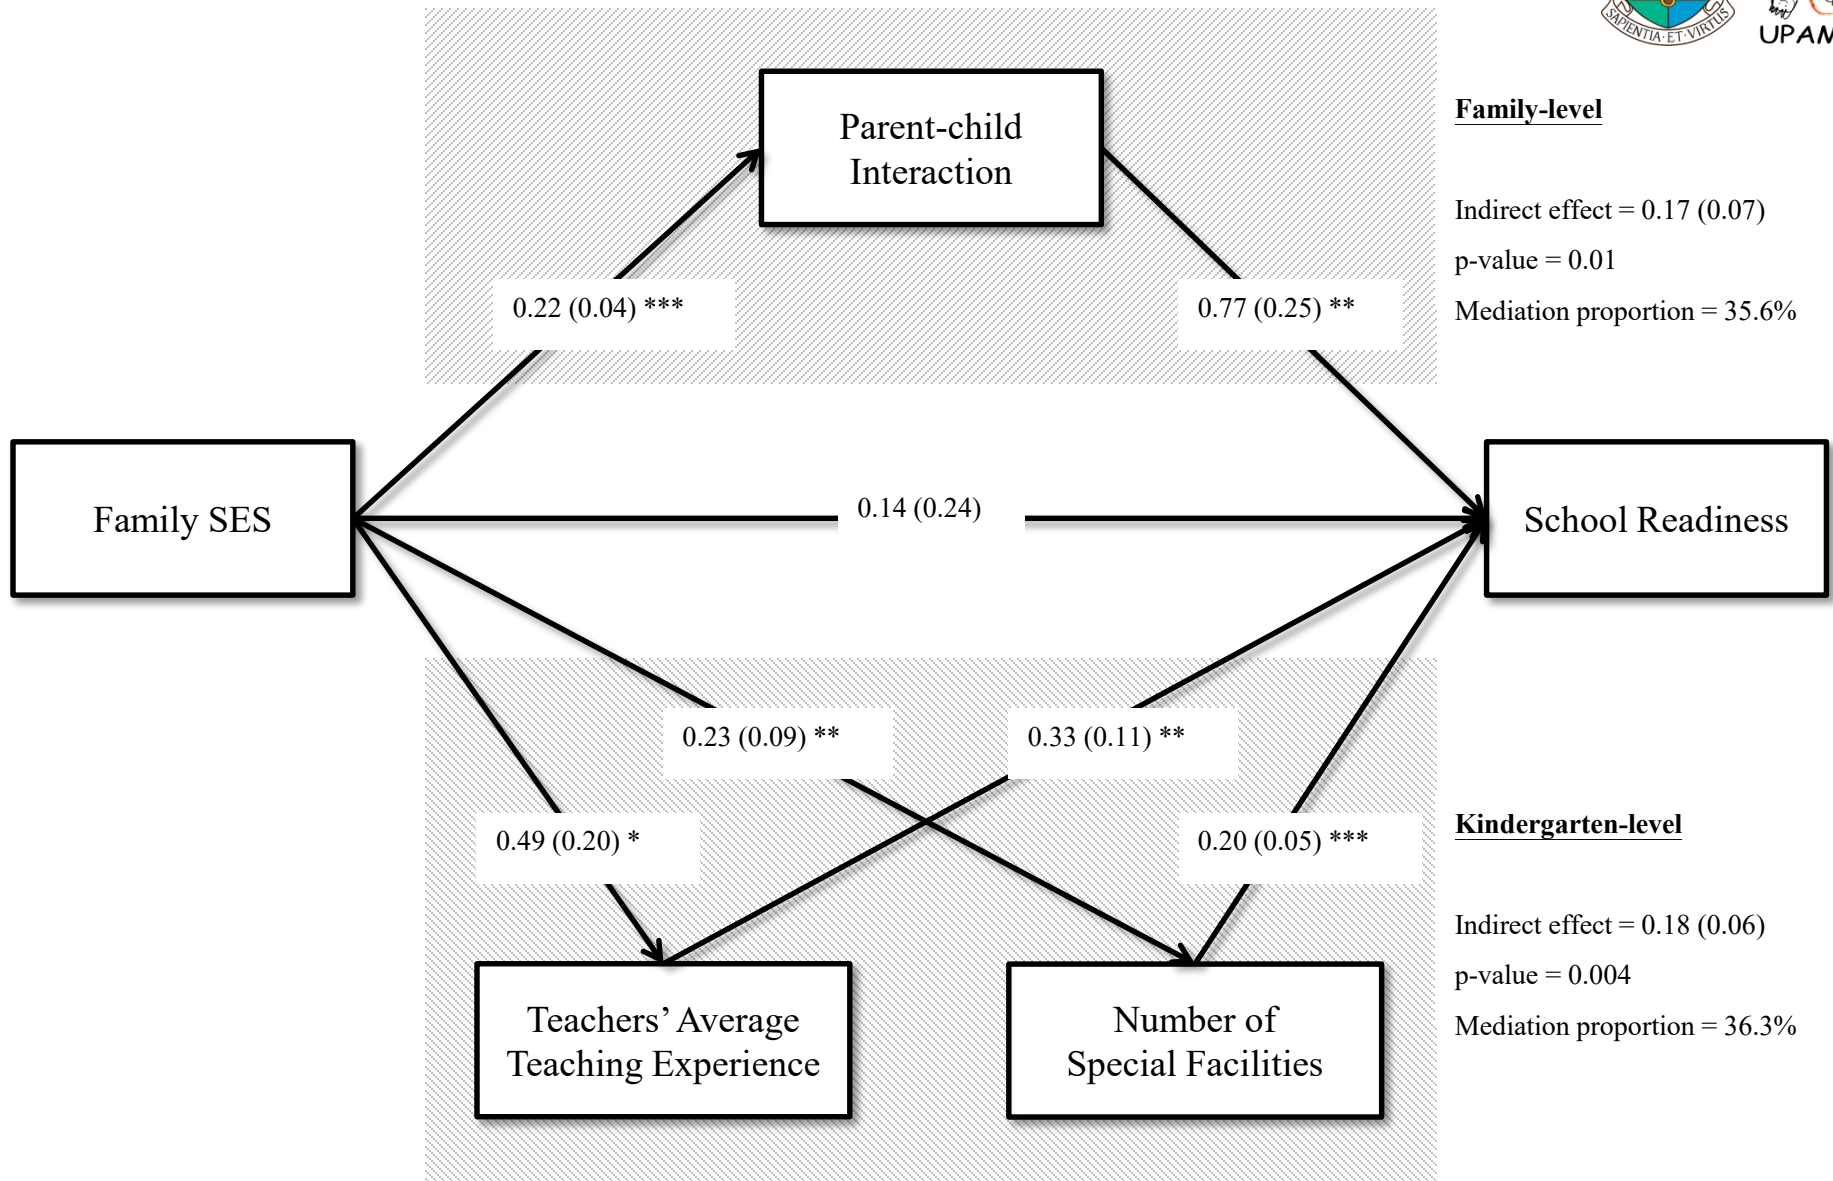 SAPIENTIA·ET·VIRTUS
Family-level
Parent-child
Interaction
Indirect effect = 0.17 (0.07)
p-value = 0.01
0.22 (0.04) ***
0.77 (0.25) **
Mediation proportion = 35.6%
Family SES
0.14 (0.24)
School Readiness
0.23 (0.09) **
0.33 (0.11) **
0.49 (0.20) *
0.20 (0.05) ***
Kindergarten-level
Indirect effect = 0.18 (0.06)
p-value = 0.004
Teachers’ Average
Teaching Experience
Number of
Special Facilities
Mediation proportion = 36.3%